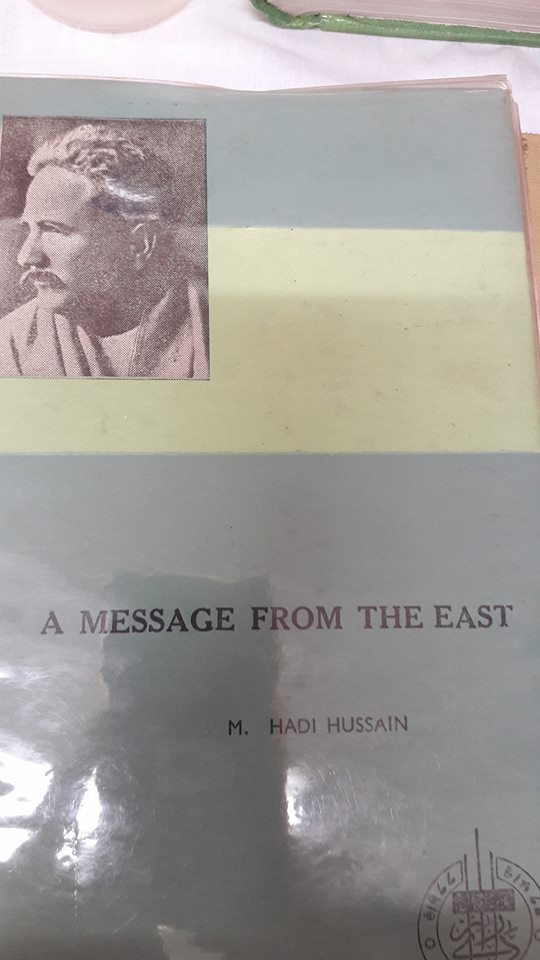 A MESSAGE FROM THE EAST
M. HADI HUSSAIN